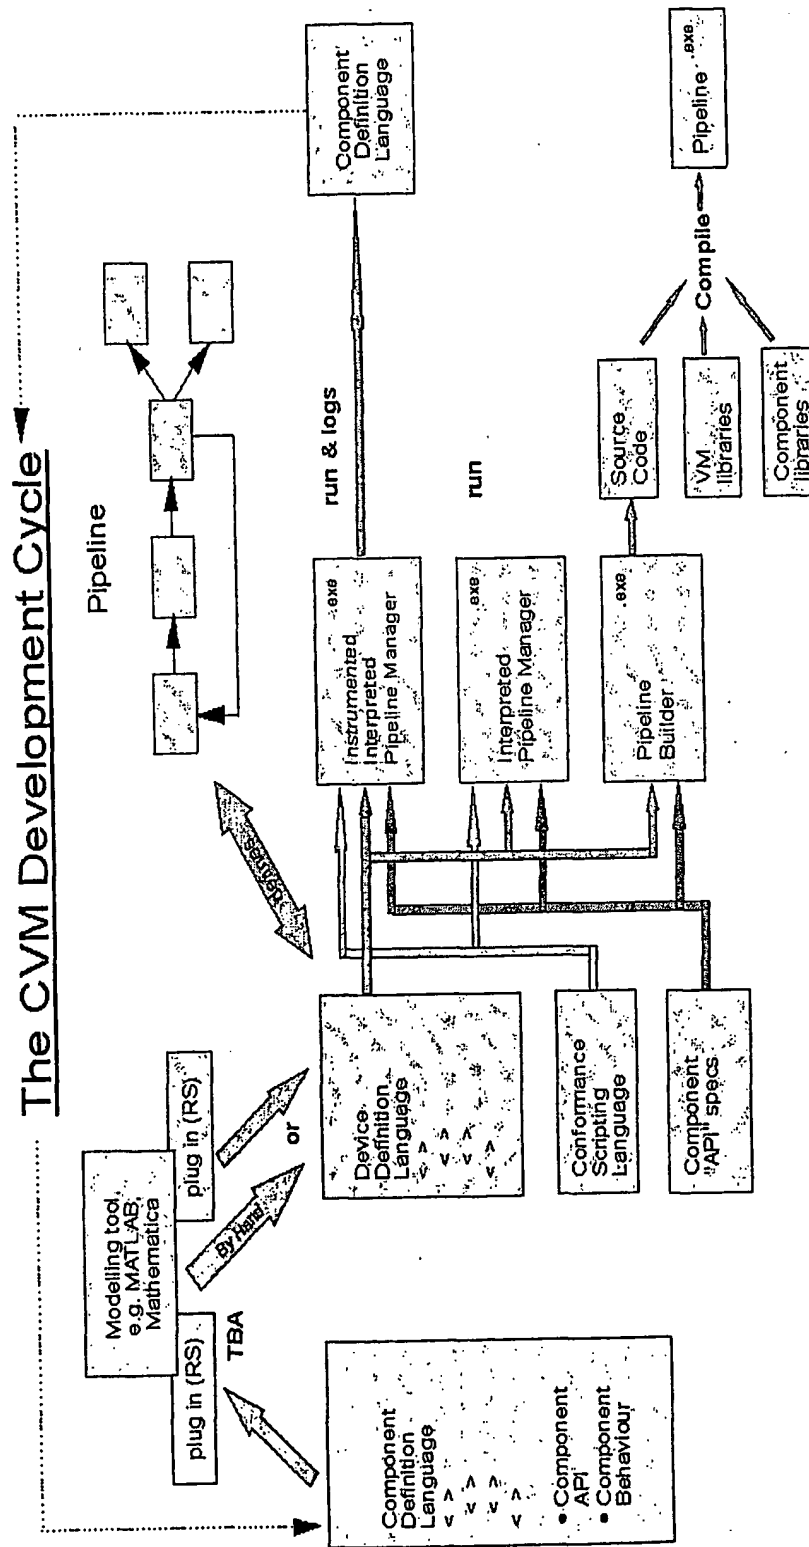 The CVM Development Cycle
Modelling tool,
e.g. MATLAB,
Mathematica
plug in (RS)
plug in (RS)
TBA
By Hand
or
Pipeline
defines
Component
Definition
Language
< >
< >
< >
< >
• Component
API
• Component
Behaviour
Device
Definition
Language
< >
< >
< >
< >
Conformance
Scripting
Language
Component
"API" specs
Instrumented
Interpreted
Pipeline Manager
.exe
run & logs
Component
Definition
Language
Interpreted
Pipeline Manager
.exe
run
Pipeline
Builder
.exe
Source
Code
VM
libraries
Component
libraries
Compile
Pipeline .exe